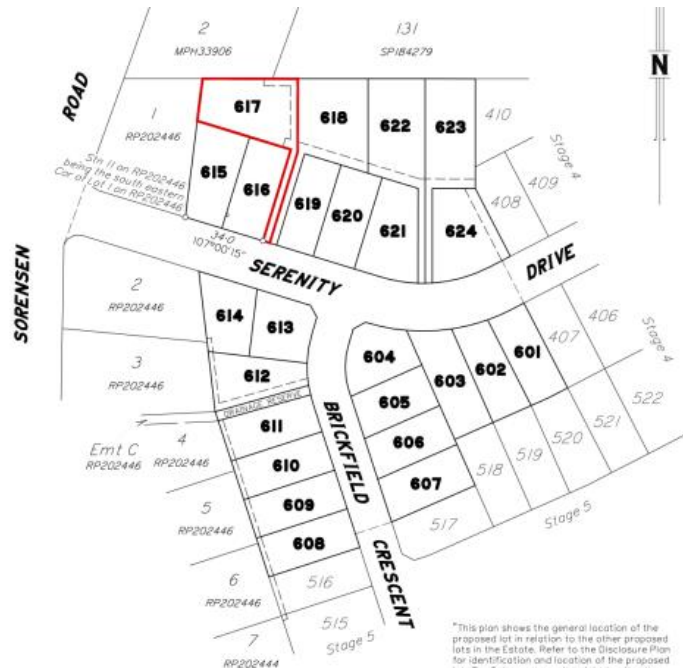 2
MPH33906
131
SP184279
N
ROAD
1
RP202446
617
618
622
623
410
Stage 4
Stn II on RP202446
being the south eastern
Cor of Lot I on RP202446
615
616
619
620
621
624
408
409
34·0
107°00'15"
SERENITY
DRIVE
SORENSEN
2
RP202446
614
613
604
603
602
601
407
406
Stage 4
3
RP202446
612
605
DRAINAGE RESERVE
BRICKFIELD
611
606
522
521
520
519
518
Emt C
RP202446
4
RP202446
610
607
5
RP202446
609
517
Stage 5
608
CRESCENT
6
RP202446
516
515
Stage 5
7
RP202444
"This plan shows the general location of the
proposed lot in relation to the other proposed
lots in the Estate. Refer to the Disclosure Plan
for identification and location of the proposed